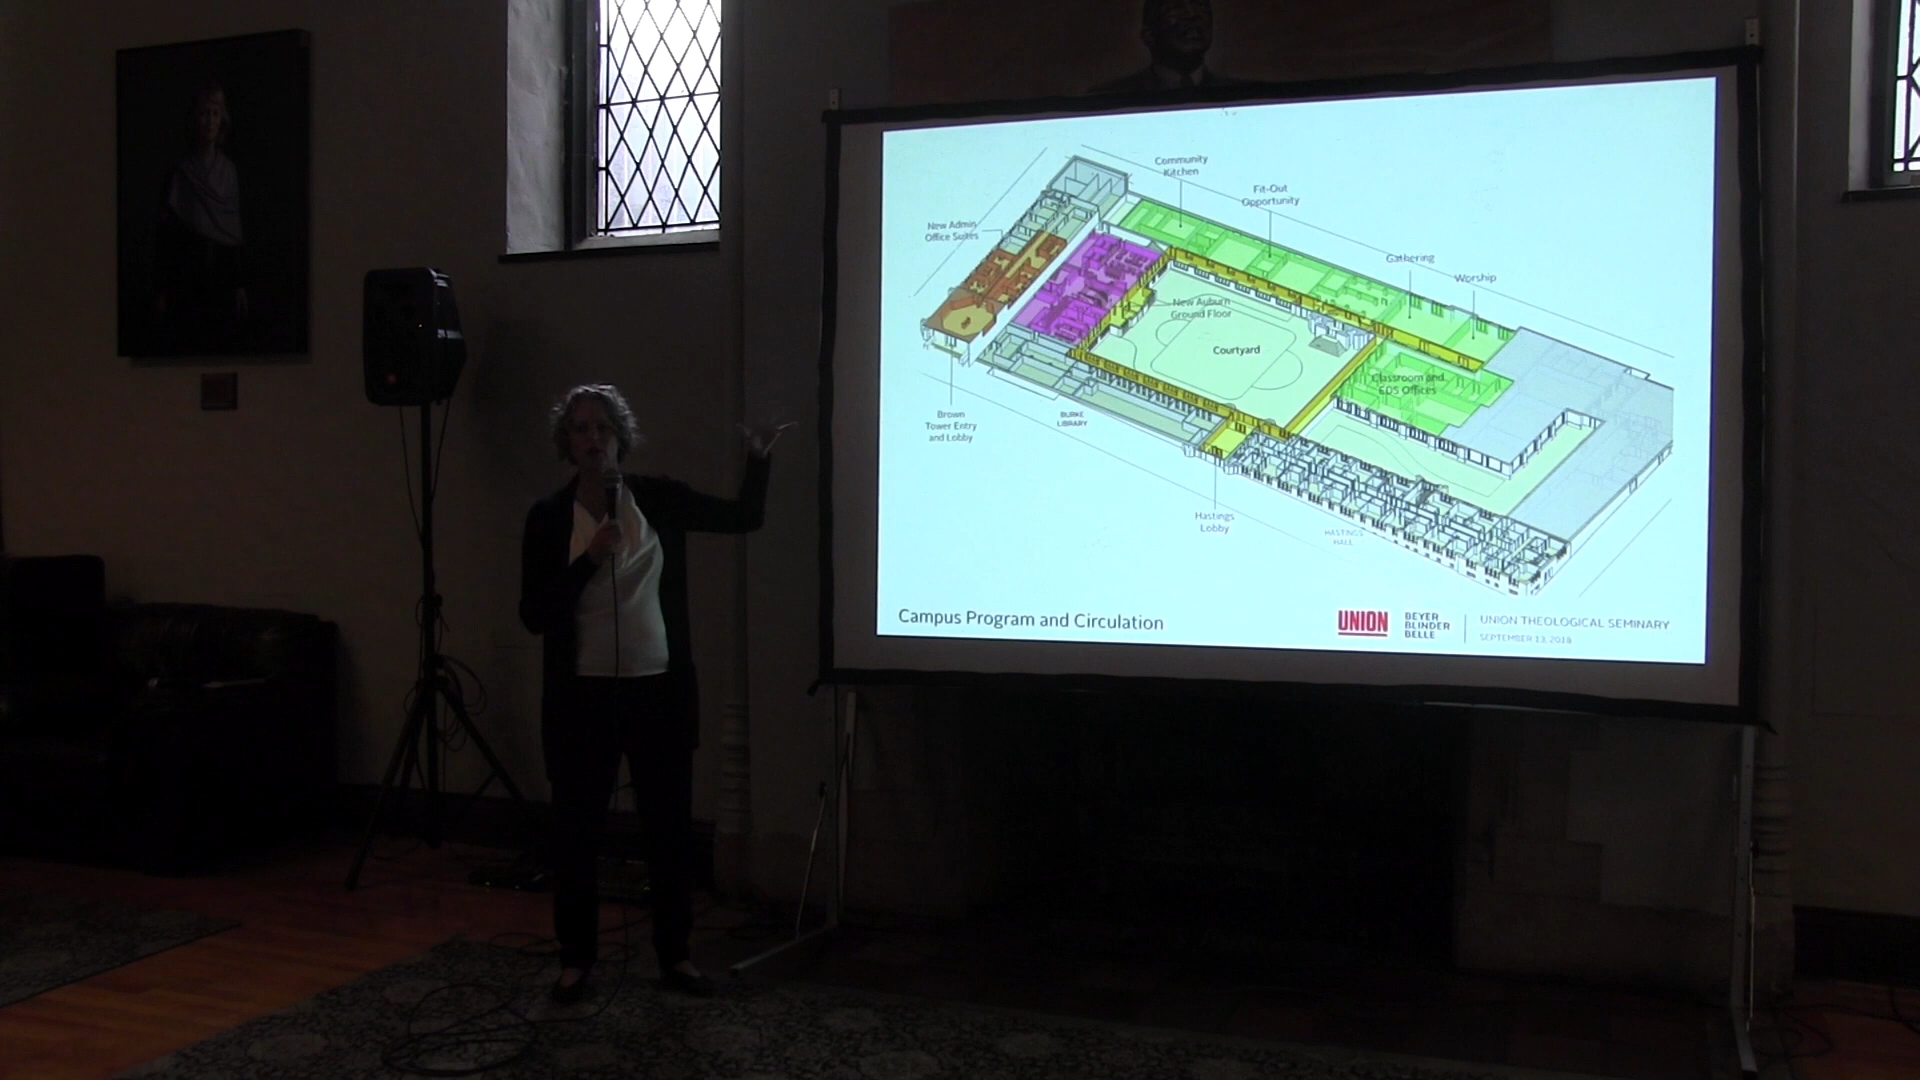 Community
Kitchen
Fit-Out
Opportunity
New Admin
Office Suites
Gathering
Worship
New Auburn
Ground Floor
Courtyard
Classroom and
EDS Offices
Brown
Tower Entry
and Lobby
BURKE
LIBRARY
Hastings
Lobby
HASTINGS
HALL
Campus Program and Circulation
UNION
BEYER
BLINDER
BELLE
UNION THEOLOGICAL SEMINARY
SEPTEMBER 13, 2018